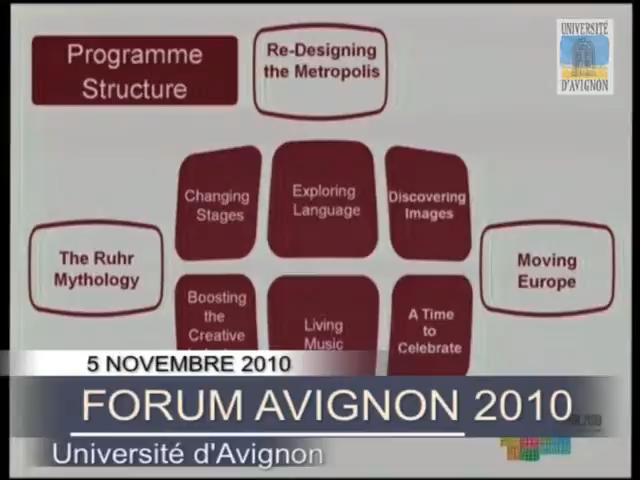 Programme
Structure
Re-Designing
the Metropolis
UNIVERSITÉ
D'AVIGNON
Changing
Stages
Exploring
Language
Discovering
Images
The Ruhr
Mythology
Moving
Europe
Boosting
the
Creative
Living
Music
A Time
to
Celebrate
5 NOVEMBRE 2010
FORUM AVIGNON 2010
Université d'Avignon